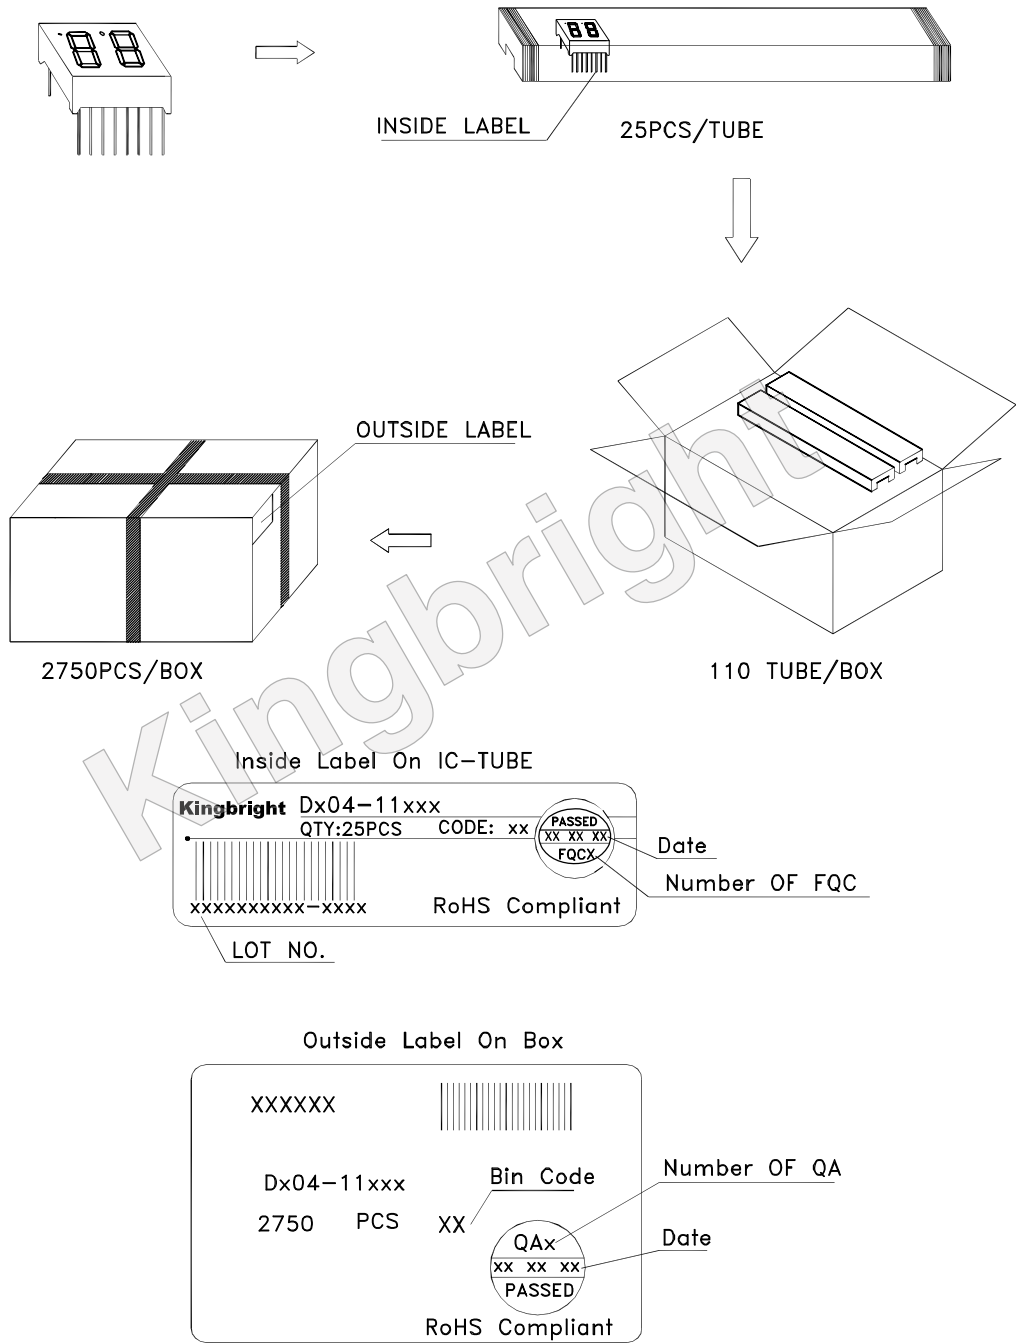 INSIDE LABEL
25PCS/TUBE
OUTSIDE LABEL
2750PCS/BOX
110 TUBE/BOX
Kingbright
Inside Label On IC-TUBE
Kingbright Dx04-11xxx
QTY:25PCS CODE: xx
PASSED
xx xx xx
FQCX
Date
Number OF FQC
xxxxxxxxxx-xxxx
RoHS Compliant
LOT NO.
Outside Label On Box
XXXXXX
Dx04-11xxx
Bin Code
Number OF QA
2750 PCS XX
QAx
Date
xx xx xx
PASSED
RoHS Compliant